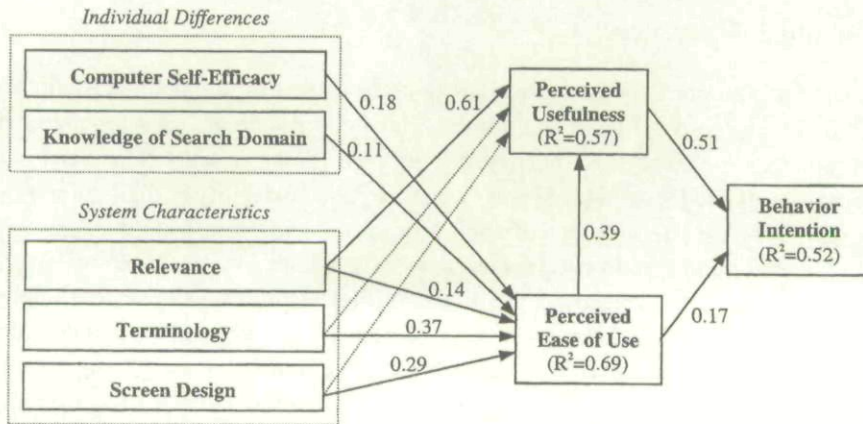 Individual Differences
Computer Self-Efficacy
Knowledge of Search Domain
0.18
0.11
System Characteristics
Relevance
Terminology
Screen Design
0.61
0.14
0.37
0.29
Perceived
Usefulness
(R²=0.57)
0.39
Perceived
Ease of Use
(R²=0.69)
0.51
0.17
Behavior
Intention
(R²=0.52)